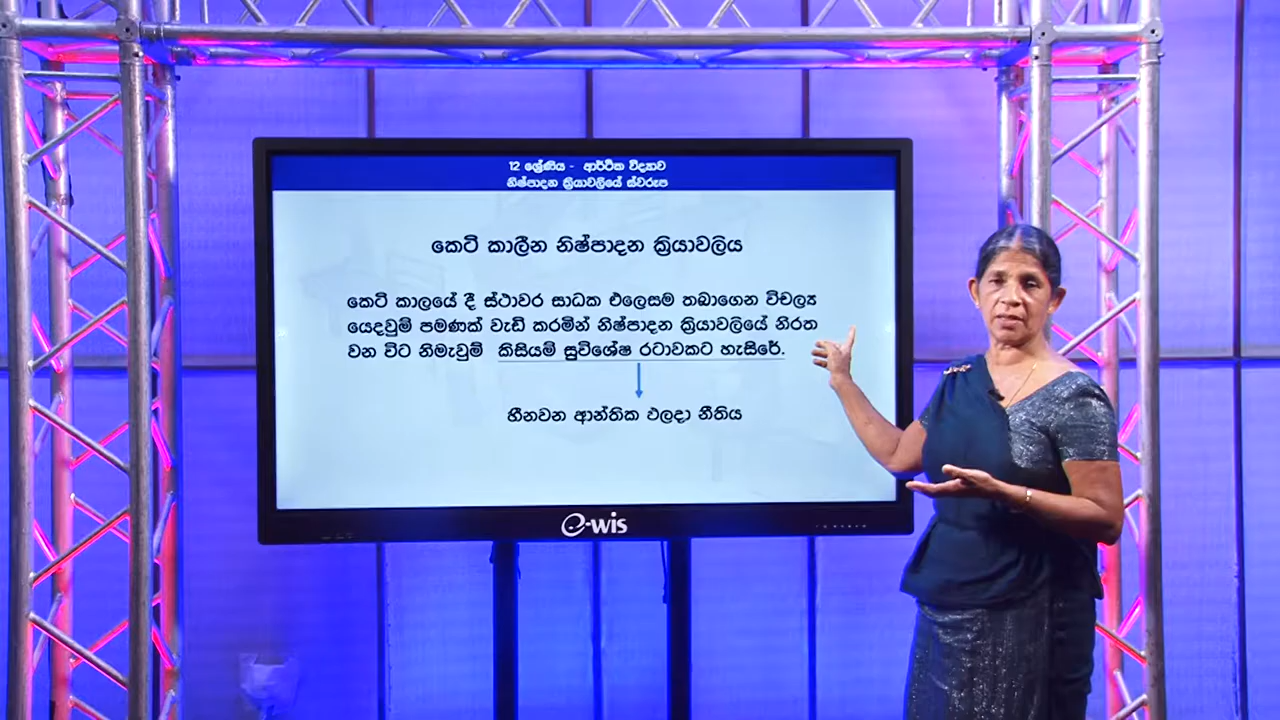 12 ශ්‍රේණිය - ආර්ථික විද්‍යාව
නිෂ්පාදන ක්‍රියාවලියේ ස්වරූප
කෙටි කාලීන නිෂ්පාදන ක්‍රියාවලිය
කෙටි කාලයේ දී ස්ථාවර සාධක එලෙසම තබාගෙන විචල්‍ය
යෙදවුම් පමණක් වැඩි කරමින් නිෂ්පාදන ක්‍රියාවලියේ නිරත
වන විට නිමැවුම් කිසියම් සුවිශේෂ රටාවකට හැසිරේ.
හීනවන ආන්තික ඵලදා නීතිය
e-wis